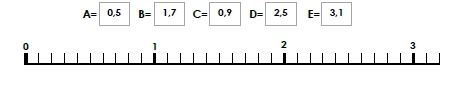 A= 0,5 B= 1,7 C= 0,9 D= 2,5 E= 3,1
0 1 2 3